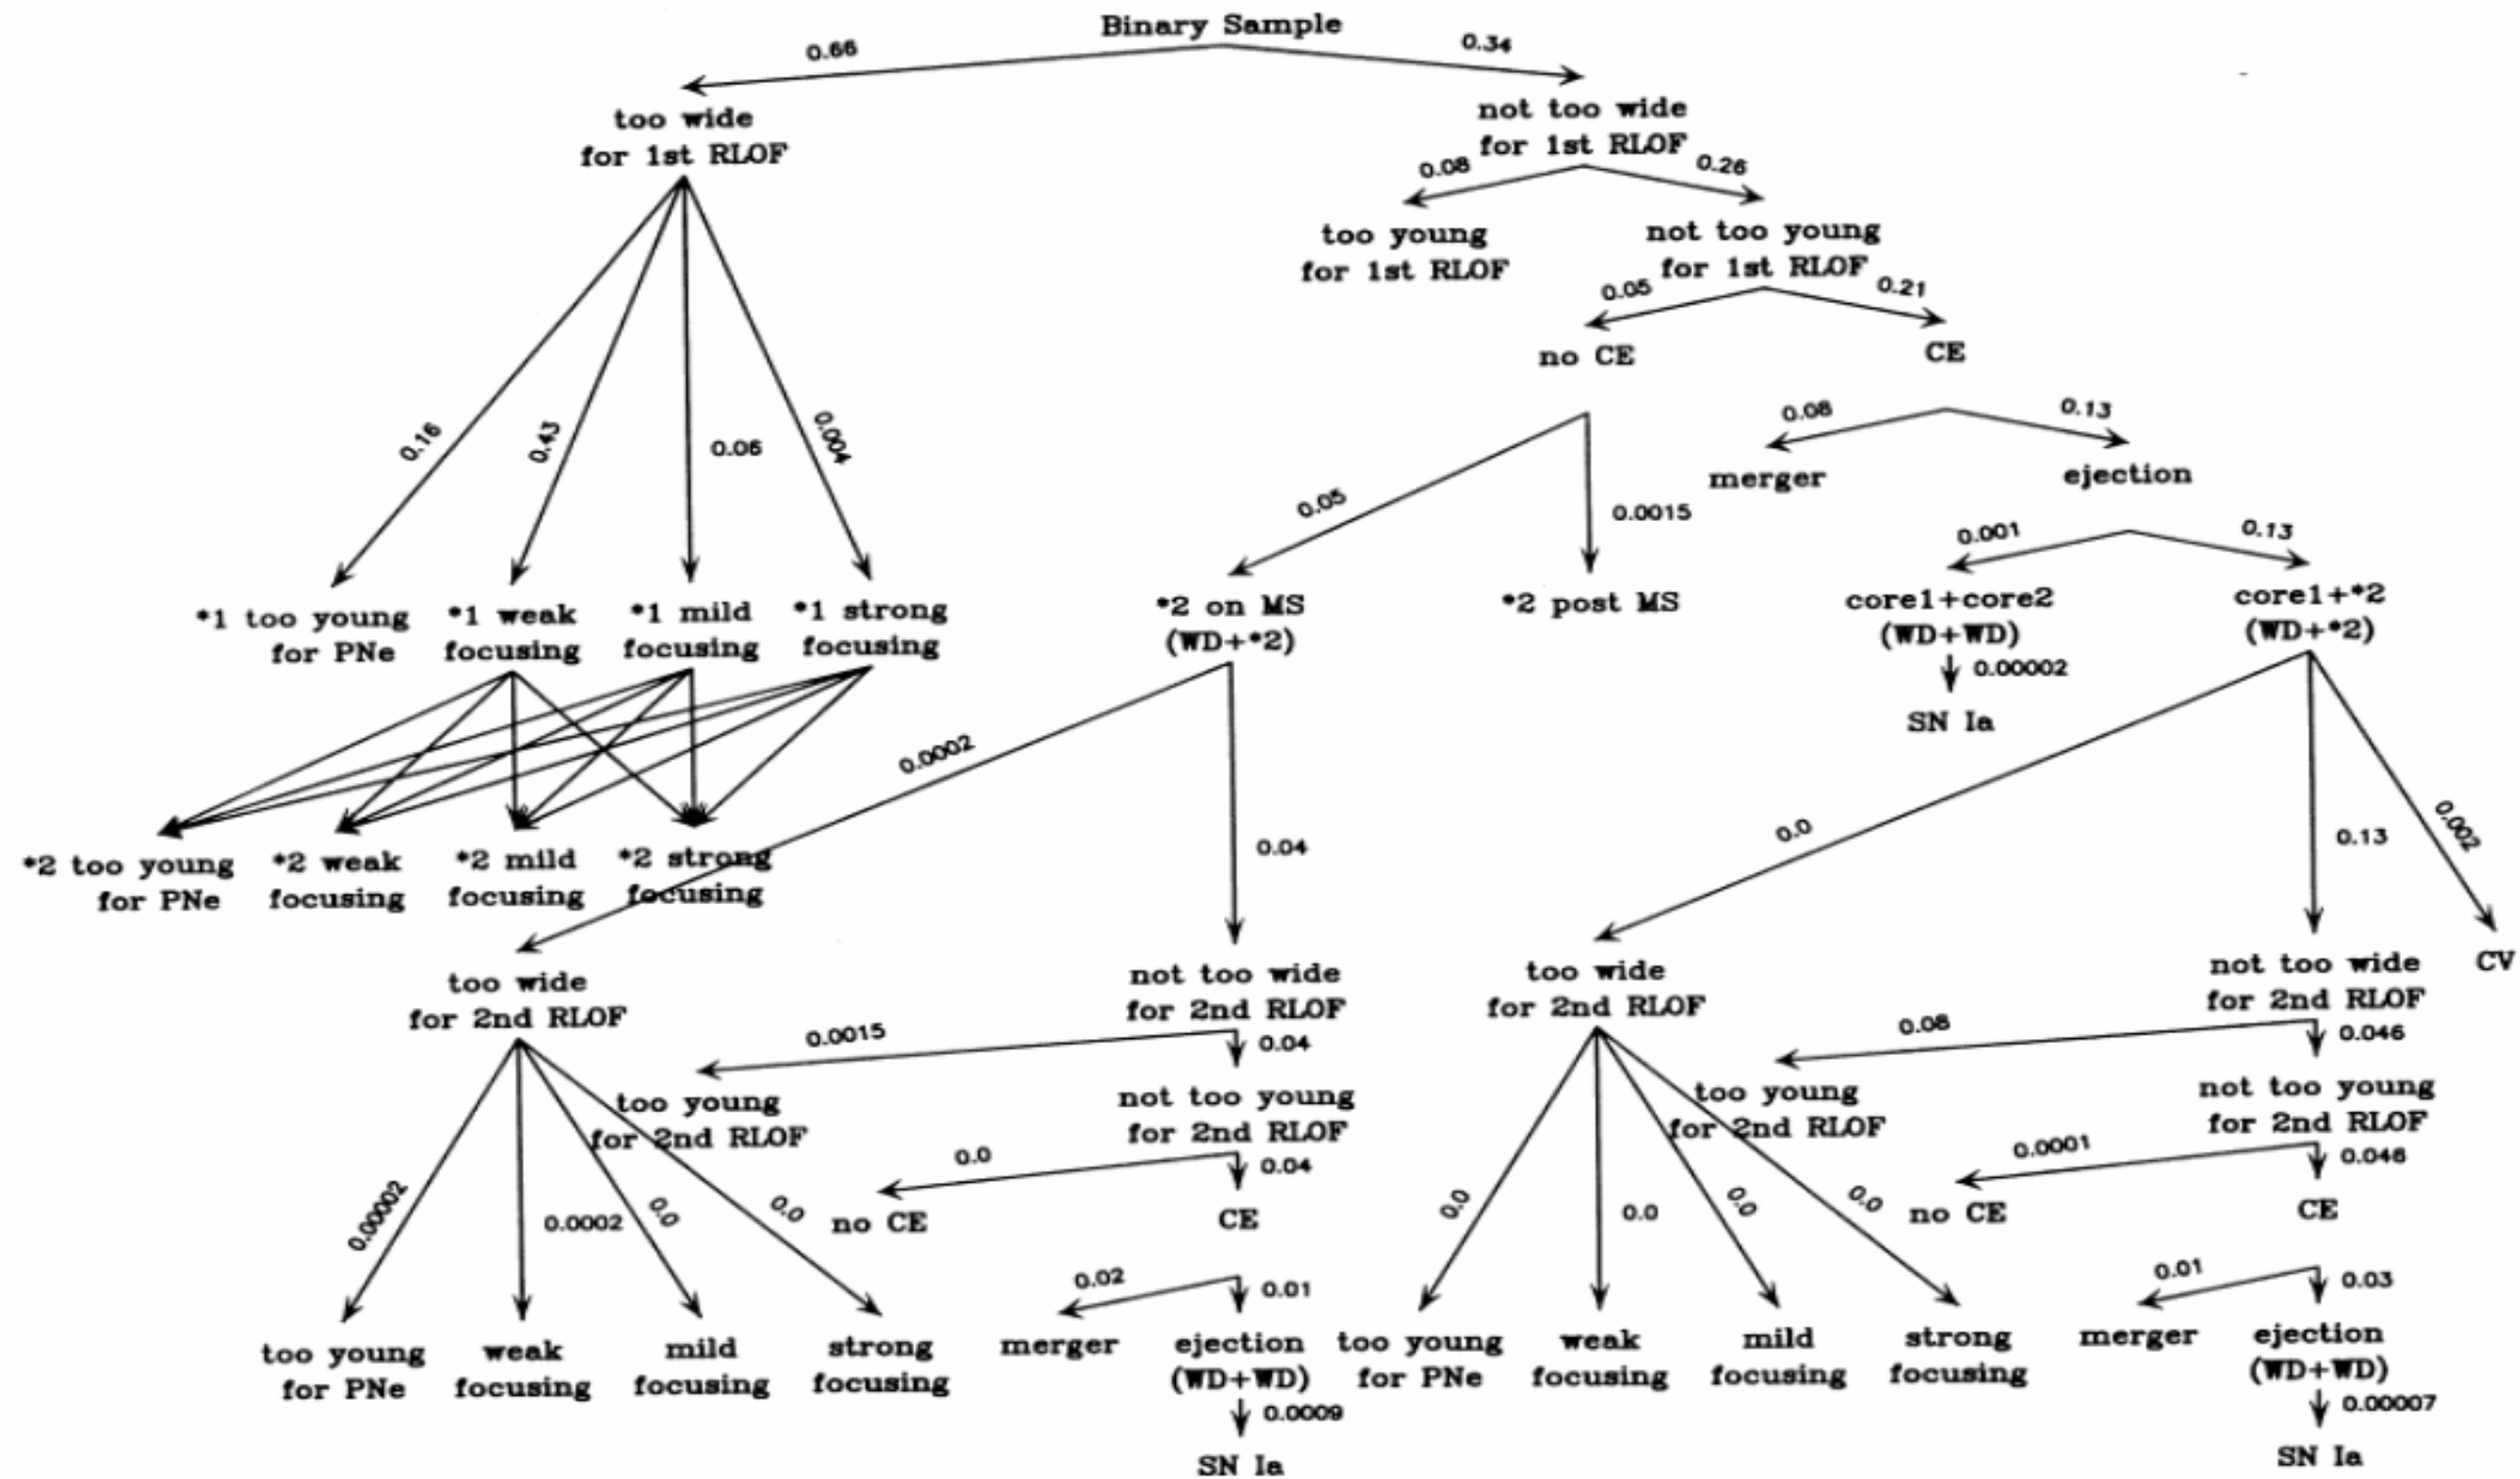 Binary Sample
0.66
0.34
too wide
for 1st RLOF
not too wide
for 1st RLOF
0.08
0.26
too young
for 1st RLOF
not too young
for 1st RLOF
0.05
0.21
no CE
CE
0.16
0.43
0.06
0.004
0.08
0.13
merger
ejection
0.05
0.0015
0.001
0.13
*1 too young
for PNe
*1 weak
focusing
*1 mild
focusing
*1 strong
focusing
*2 on MS
(WD+*2)
*2 post MS
core1+core2
(WD+WD)
core1+*2
(WD+*2)
0.00002
SN Ia
0.0002
0.04
0.0
0.13
0.002
*2 too young
for PNe
*2 weak
focusing
*2 mild
focusing
*2 strong
focusing
too wide
for 2nd RLOF
not too wide
for 2nd RLOF
too wide
for 2nd RLOF
not too wide
for 2nd RLOF
CV
0.0015
0.04
0.08
0.046
too young
for 2nd RLOF
not too young
for 2nd RLOF
too young
for 2nd RLOF
not too young
for 2nd RLOF
0.0
0.04
0.0001
0.046
no CE
CE
no CE
CE
0.00002
0.0002
0.0
0.0
0.0
0.0
0.0
0.0
0.02
0.01
0.01
0.03
too young
for PNe
weak
focusing
mild
focusing
strong
focusing
merger
ejection
(WD+WD)
too young
for PNe
weak
focusing
mild
focusing
strong
focusing
merger
ejection
(WD+WD)
0.0009
SN Ia
0.00007
SN Ia